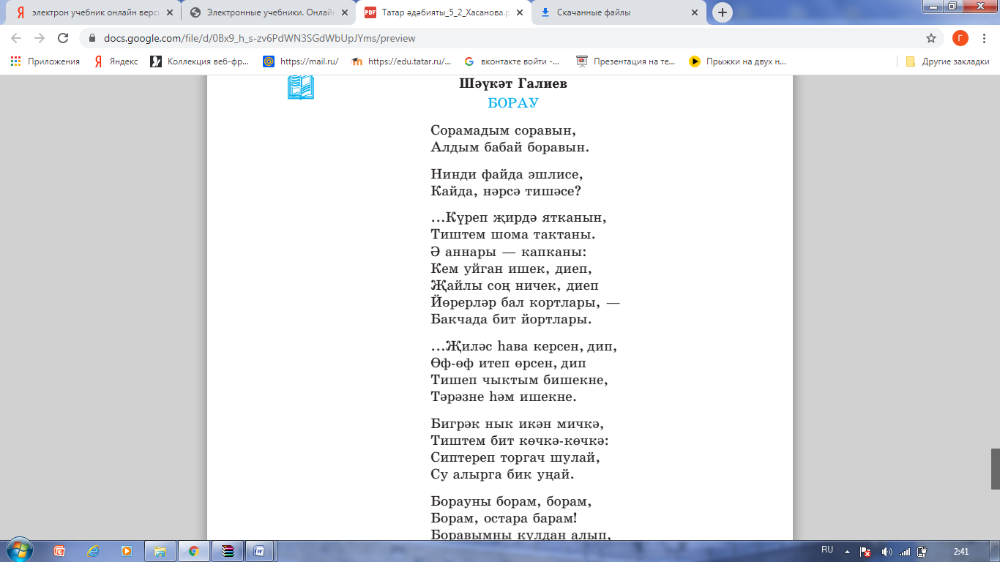 электрон учебник онлайн верси
Электронные учебники. Онлайн
Татар әдәбияты_5_2_Хасанова.p
Скачанные файлы
docs.google.com/file/d/0Bx9_h_s-zv6PdWN3SGdWbUpJYms/preview
Приложения
Яндекс
Коллекция веб-фр...
https://mail.ru/
https://edu.tatar.ru/...
вконтакте войти -...
Презентация на те...
Прыжки на двух н...
Другие закладки
Шәүкәт Галиев
БОРАУ
Сорамадым соравын,
Алдым бабай боравын.
Нинди файда эшлисе,
Кайда, нәрсә тишәсе?
...Күреп җирдә ятканын,
Тиштем шома тактаны.
Ә аннары — капканы:
Кем уйган ишек, диеп,
Җайлы соң ничек, диеп
Йөрерләр бал кортлары, —
Бакчада бит йортлары.
...Җиләс һава керсен, дип,
Өф-өф итеп өрсен, дип
Тишеп чыктым бишекне,
Тәрәзне һәм ишекне.
Бигрәк нык икән мичкә,
Тиштем бит көчкә-көчкә:
Сиптереп торгач шулай,
Су алырга бик уңай.
Борауны борам, борам,
Борам, остара барам!
Боравымны кулдан алып,
RU
2:41